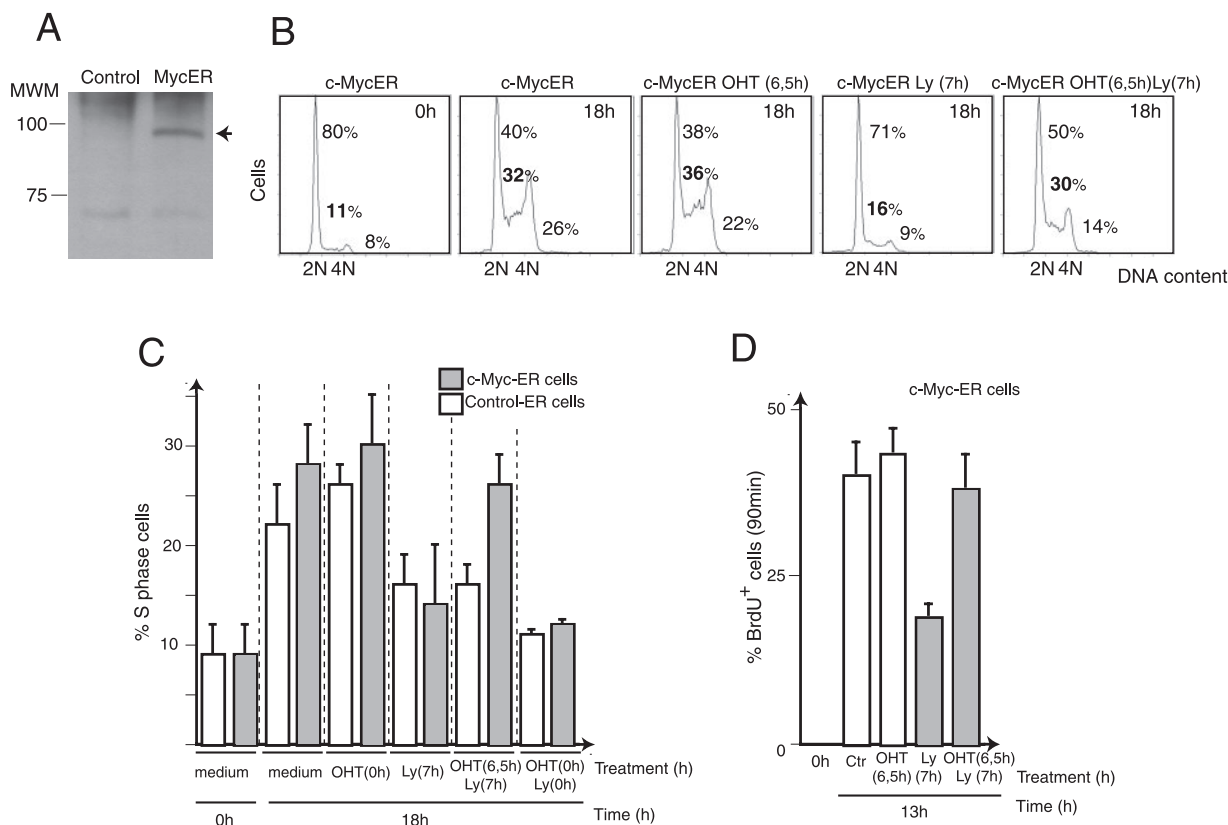 A
Control MycER
MWM
100
75
B
c-MycER
c-MycER
c-MycER OHT (6,5h)
c-MycER Ly (7h)
c-MycER OHT(6,5h)Ly(7h)
Cells
0h
80%
11%
8%
2N 4N
18h
40%
32%
26%
2N 4N
18h
38%
36%
22%
2N 4N
18h
71%
16%
9%
2N 4N
18h
50%
30%
14%
2N 4N
DNA content
C
c-Myc-ER cells
Control-ER cells
% S phase cells
30
20
10
medium
medium
OHT(0h)
Ly(7h)
OHT(6,5h)
Ly(7h)
OHT(0h)
Ly(0h)
Treatment (h)
0h
18h
Time (h)
D
c-Myc-ER cells
% BrdU+ cells (90min)
50
25
0
0h
Ctr
OHT
(6,5h)
Ly
(7h)
OHT(6,5h)
Ly (7h)
Treatment (h)
13h
Time (h)